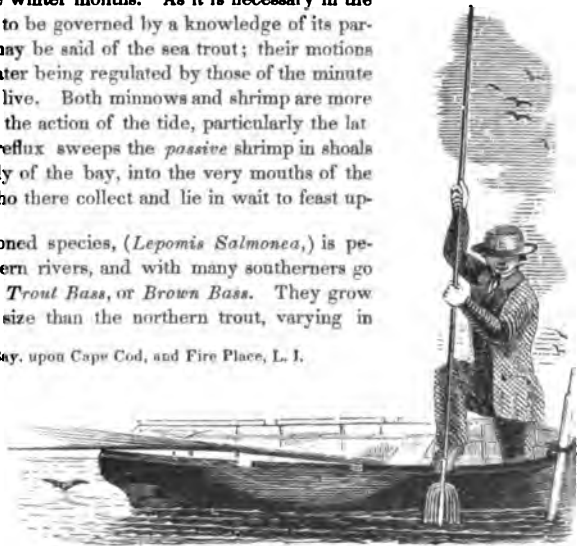 winter months. As it is necessary in the
to be governed by a knowledge of its par-
may be said of the sea trout; their motions
ater being regulated by those of the minute
live. Both minnows and shrimp are more
the action of the tide, particularly the lat
reflux sweeps the passive shrimp in shoals
ly of the bay, into the very mouths of the
ho there collect and lie in wait to feast up-
oned species, (Lepomis Salmonea,) is pe-
ern rivers, and with many southerners go
Trout Bass, or Brown Bass. They grow
size than the northern trout, varying in
Bay, upon Cape Cod, and Fire Place, L. I.